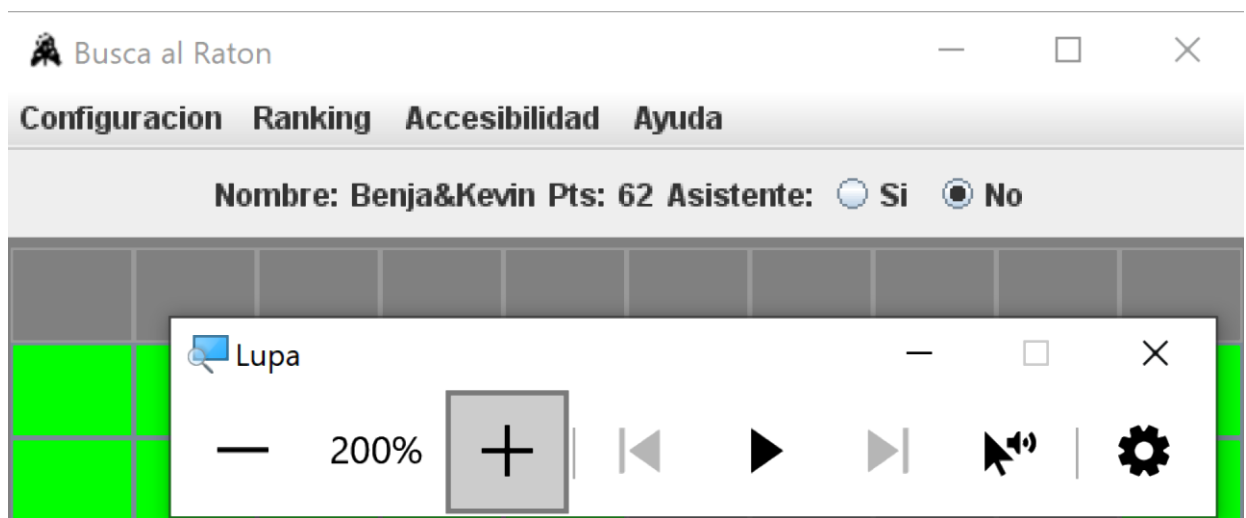 Busca al Raton
Configuracion Ranking Accesibilidad Ayuda
Nombre: Benja&Kevin Pts: 62 Asistente: Si No
Lupa
200%